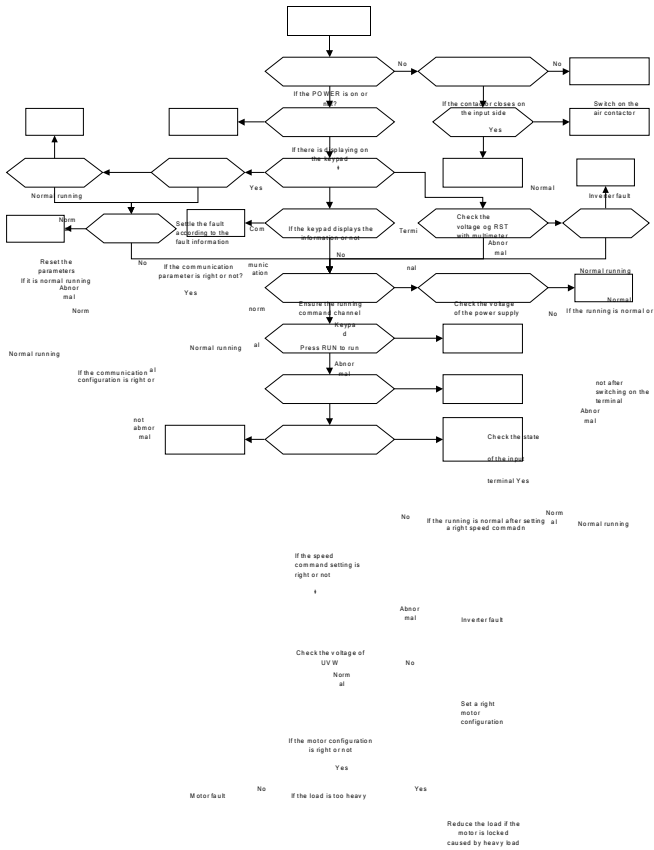 No
No
If the POWER is on or
not?
If the contactor closes on
the input side
Switch on the
air contactor
Yes
If there is displaying on
the keypad
Yes
Normal
Normal running
Inverter fault
Norm
Settle the fault
according to the
fault information
Com
If the keypad displays the
information or not
Termi
Check the
voltage og RST
with multimeter
Abnor
mal
No
No
Reset the
parameters
If it is normal running
Abnor
mal
If the communication
parameter is right or not?
munic
ation
nal
Normal running
Yes
Norm
norm
Ensure the running
command channel
Check the voltage
of the power supply
Normal
No
If the running is normal or
Keypa
d
Normal running
Normal running
al
Press RUN to run
Abnor
mal
If the communication
configuration is right or
al
not after
switching on the
terminal
Abnor
mal
not
abmor
mal
Check the state
of the input
terminal Yes
No
If the running is normal after setting
a right speed commadn
Norm
al
Normal running
If the speed
command setting is
right or not
Abnor
mal
Inverter fault
Check the voltage of
UVW
No
Norm
al
Set a right
motor
configuration
If the motor configuration
is right or not
Yes
No
Yes
Motor fault
If the load is too heavy
Reduce the load if the
motor is locked
caused by heavy load